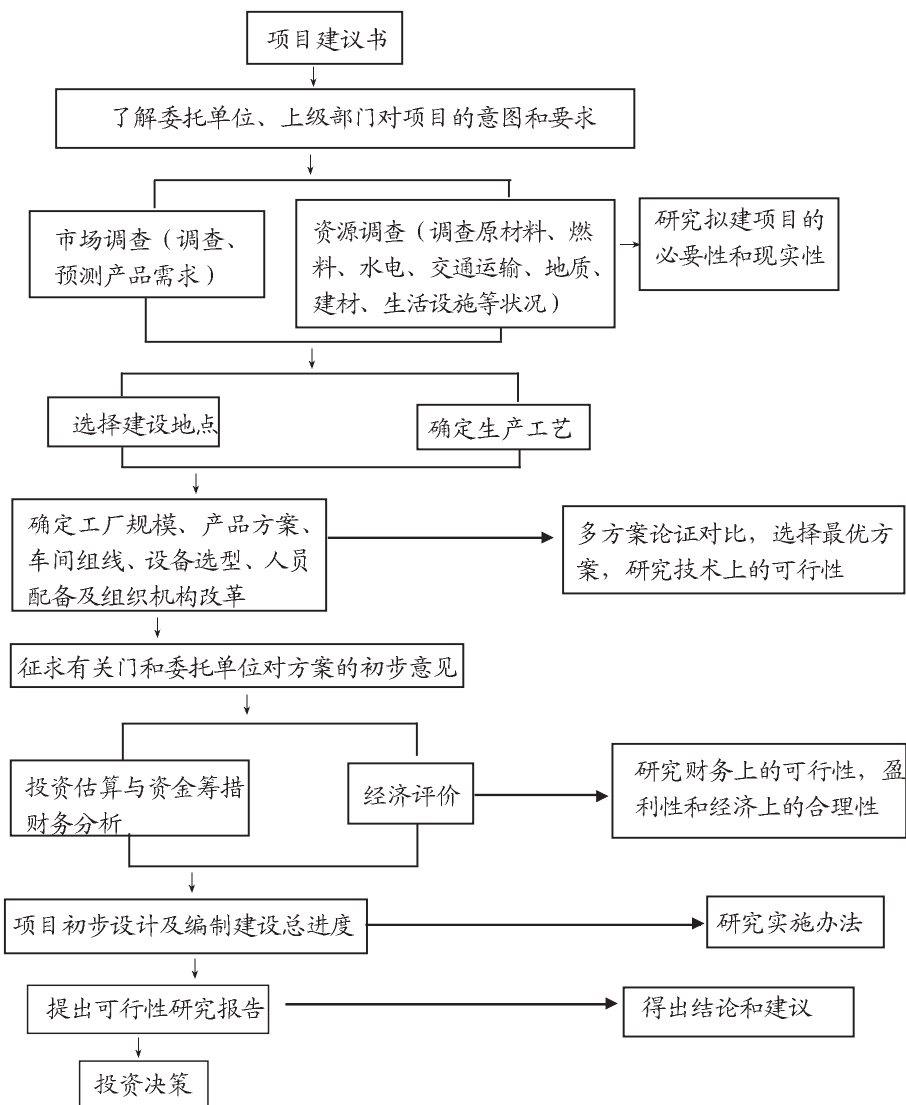 项目建议书
了解委托单位、上级部门对项目的意图和要求
市场调查（调查、
预测产品需求）
资源调查（调查原材料、燃
料、水电、交通运输、地质、
建材、生活设施等状况）
研究拟建项目的
必要性和现实性
选择建设地点
确定生产工艺
确定工厂规模、产品方案、
车间组线、设备选型、人员
配备及组织机构改革
多方案论证对比，选择最优方
案，研究技术上的可行性
征求有关门和委托单位对方案的初步意见
投资估算与资金筹措
财务分析
经济评价
研究财务上的可行性，盈
利性和经济上的合理性
项目初步设计及编制建设总进度
研究实施办法
提出可行性研究报告
得出结论和建议
投资决策